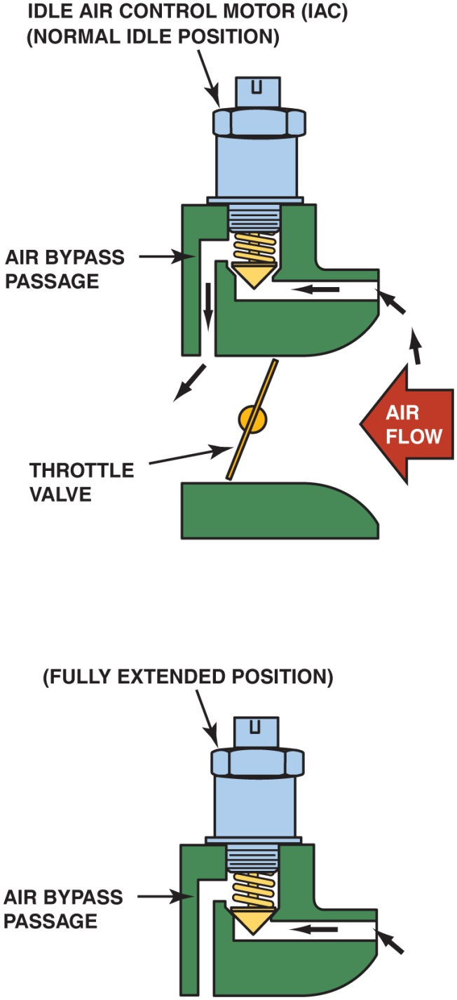 IDLE AIR CONTROL MOTOR (IAC)
(NORMAL IDLE POSITION)
AIR BYPASS
PASSAGE
AIR
FLOW
THROTTLE
VALVE
(FULLY EXTENDED POSITION)
AIR BYPASS
PASSAGE